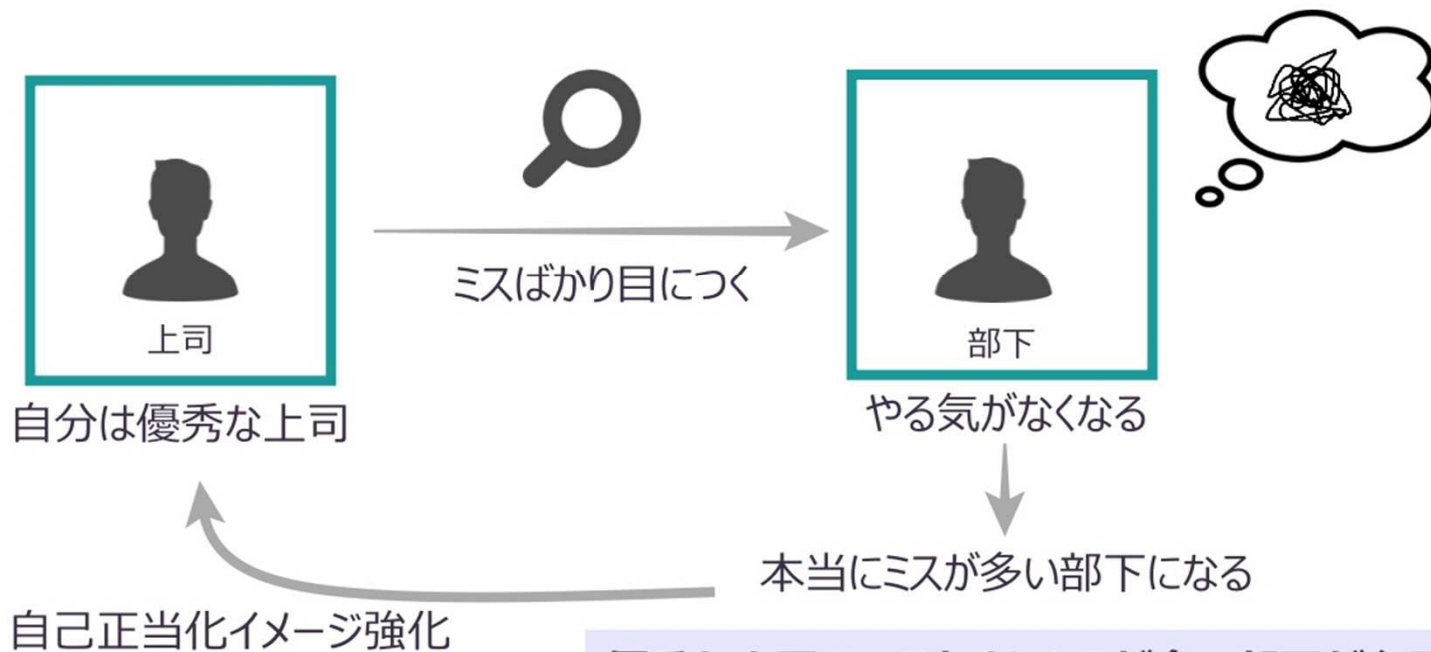 ミスばかり目につく
上司
部下
自分は優秀な上司
やる気がなくなる
本当にミスが多い部下になる
自己正当化イメージ強化